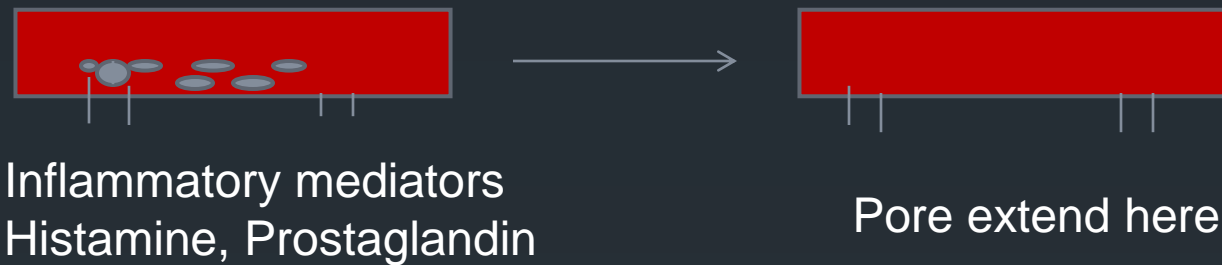 Inflammatory mediators
Histamine, Prostaglandin
Pore extend here